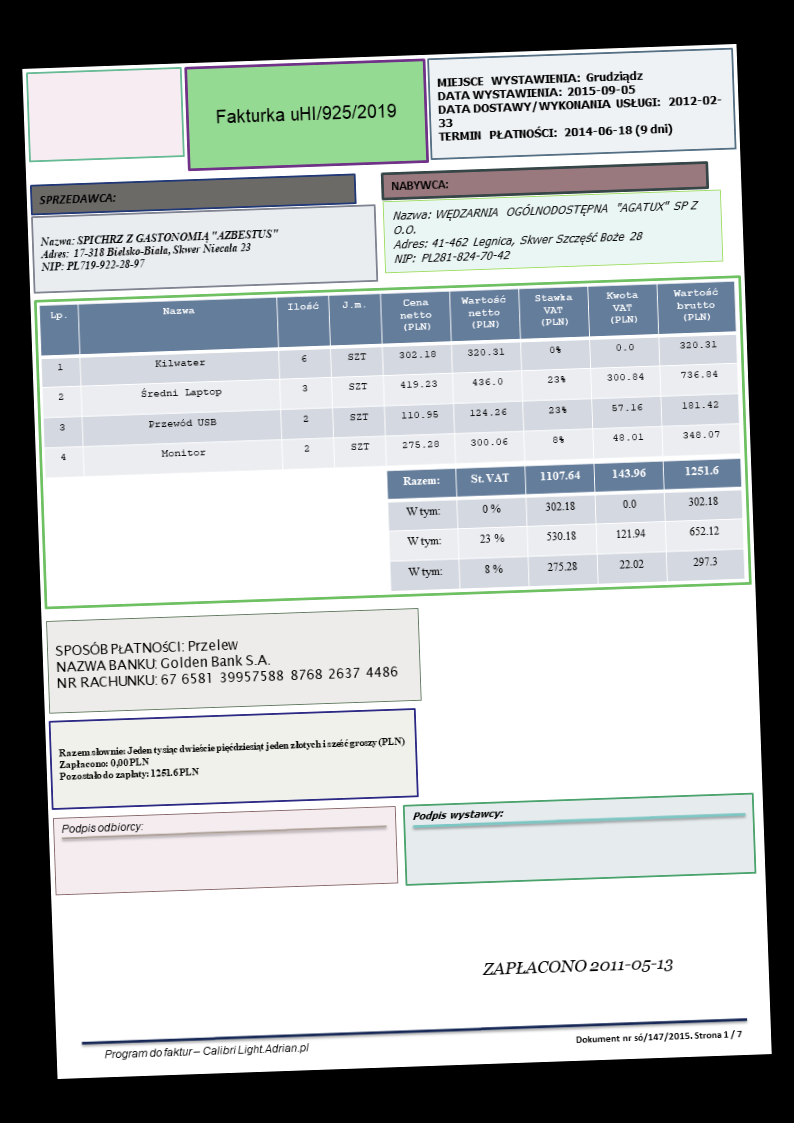 Fakturka uHI/925/2019
MIEJSCE WYSTAWIENIA: Grudziądz
DATA WYSTAWIENIA: 2015-09-05
DATA DOSTAWY/WYKONANIA USŁUGI: 2012-02-
33
TERMIN PŁATNOŚCI: 2014-06-18 (9 dni)
SPRZEDAWCA:
Nazwa: SPICHRZ Z GASTONOMIĄ "AZBESTUS"
Adres: 17-318 Bielsko-Biała, Skwer Niecała 23
NIP: PL719-922-28-97
NABYWCA:
Nazwa: WĘDZARNIA OGÓLNODOSTĘPNA "AGATUX" SP Z
O.O.
Adres: 41-462 Legnica, Skwer Szczęść Boże 28
NIP: PL281-824-70-42
Lp. Nazwa Ilość J.m. Cena netto (PLN) Wartość netto (PLN) Stawka VAT (PLN) Kwota VAT (PLN) Wartość brutto (PLN)
1 Kilwater 6 SZT 302.18 320.31 0% 0.0 320.31
2 Średni Laptop 3 SZT 419.23 436.0 23% 300.84 736.84
3 Przewód USB 2 SZT 110.95 124.26 23% 57.16 181.42
4 Monitor 2 SZT 275.28 300.06 8% 48.01 348.07
Razem: St. VAT 1107.64 143.96 1251.6
W tym: 0 % 302.18 0.0 302.18
W tym: 23 % 530.18 121.94 652.12
W tym: 8 % 275.28 22.02 297.3
SPOSÓB PŁATNOŚCI: Przelew
NAZWA BANKU: Golden Bank S.A.
NR RACHUNKU: 67 6581 39957588 8768 2637 4486
Razem słownie: Jeden tysiąc dwieście pięćdziesiąt jeden złotych i sześć groszy (PLN)
Zapłacono: 0,00 PLN
Pozostało do zapłaty: 1251.6 PLN
Podpis odbiorcy:
Podpis wystawcy:
ZAPŁACONO 2011-05-13
Program do faktur – Calibri Light.Adrian.pl
Dokument nr só/147/2015. Strona 1 / 7